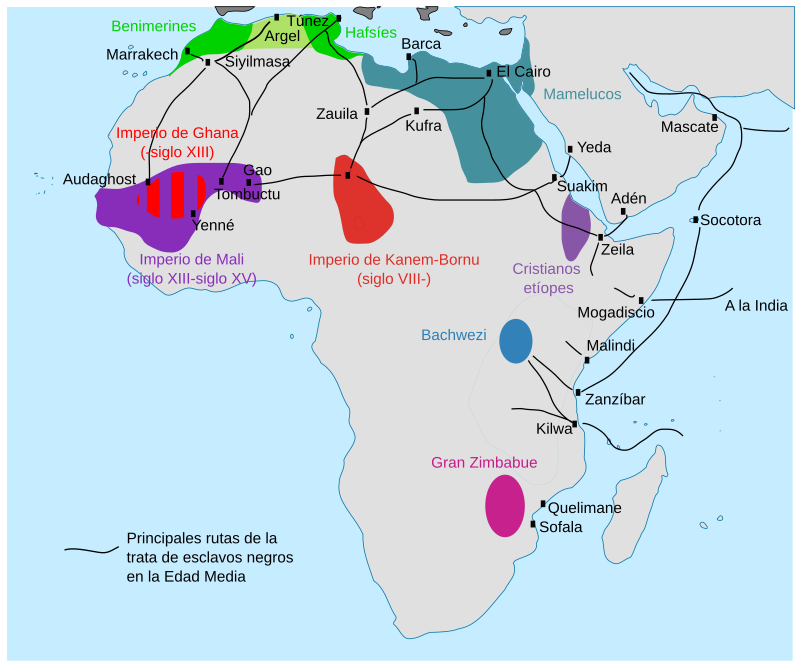 Benimerines
Túnez
Argel
Hafsíes
Barca
Marrakech
Siyilmasa
El Cairo
Mamelucos
Zauila
Kufra
Mascate
Imperio de Ghana
(-siglo XIII)
Yeda
Audaghost
Gao
Tombuctu
Suakim
Adén
Yenné
Socotora
Zeila
Imperio de Mali
(siglo XIII-siglo XV)
Imperio de Kanem-Bornu
(siglo VIII-)
Cristianos
etíopes
Mogadiscio
A la India
Bachwezi
Malindi
Zanzíbar
Kilwa
Gran Zimbabue
Quelimane
Sofala
Principales rutas de la
trata de esclavos negros
en la Edad Media